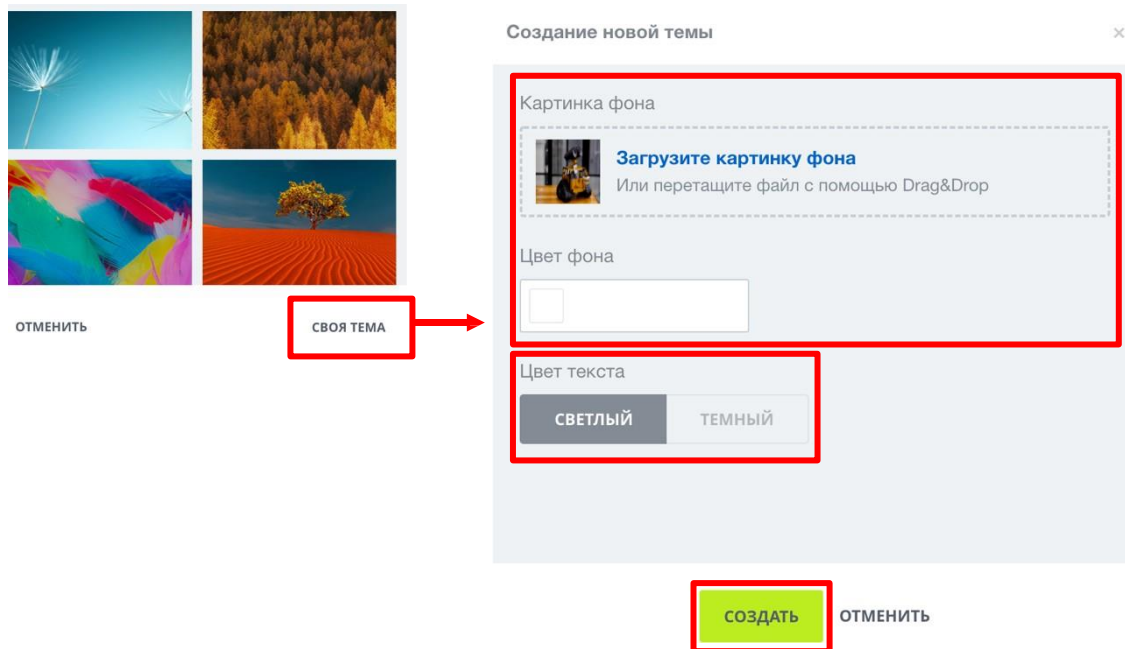 ОТМЕНИТЬ
СВОЯ ТЕМА
Создание новой темы
×
Картинка фона
Загрузите картинку фона
Или перетащите файл с помощью Drag&Drop
Цвет фона
Цвет текста
СВЕТЛЫЙ
ТЕМНЫЙ
СОЗДАТЬ
ОТМЕНИТЬ